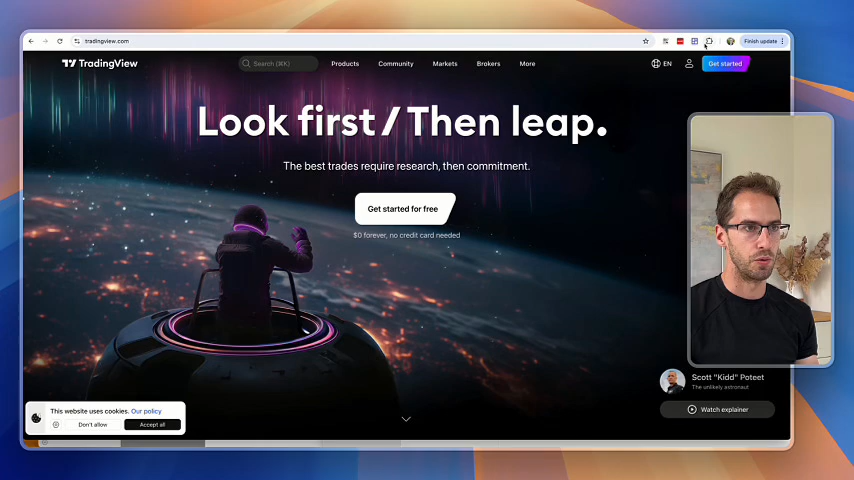 tradingview.com
Finish update
TradingView
Search (⌘K)
Products
Community
Markets
Brokers
More
EN
Get started
Look first / Then leap.
The best trades require research, then commitment.
Get started for free
$0 forever, no credit card needed
Scott "Kidd" Poteet
The unlikely astronaut
Watch explainer
This website uses cookies. Our policy
Don't allow
Accept all